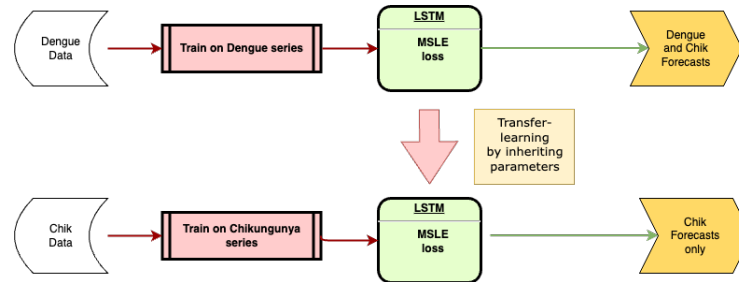 Dengue
Data
Train on Dengue series
LSTM
MSLE
loss
Dengue
and Chik
Forecasts
Transfer-
learning
by inheriting
parameters
Chik
Data
Train on Chikungunya
series
LSTM
MSLE
loss
Chik
Forecasts
only